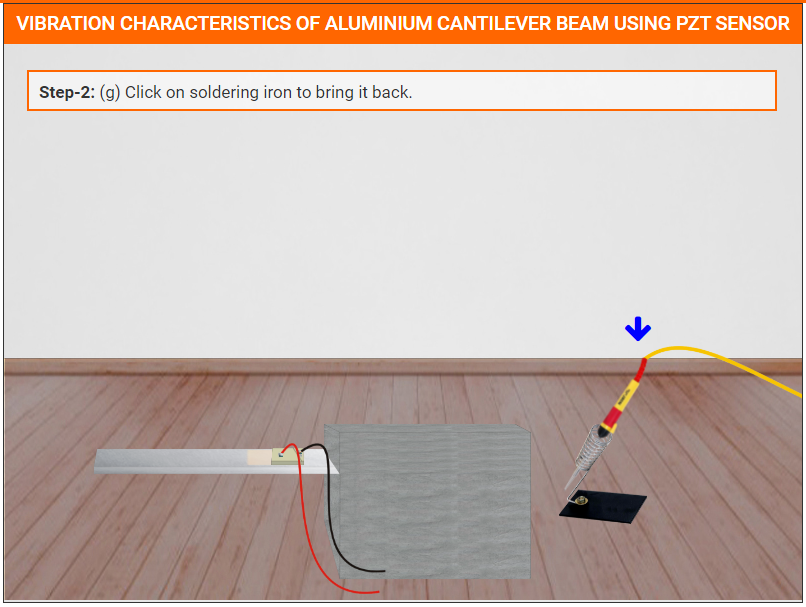 VIBRATION CHARACTERISTICS OF ALUMINIUM CANTILEVER BEAM USING PZT SENSOR
Step-2: (g) Click on soldering iron to bring it back.